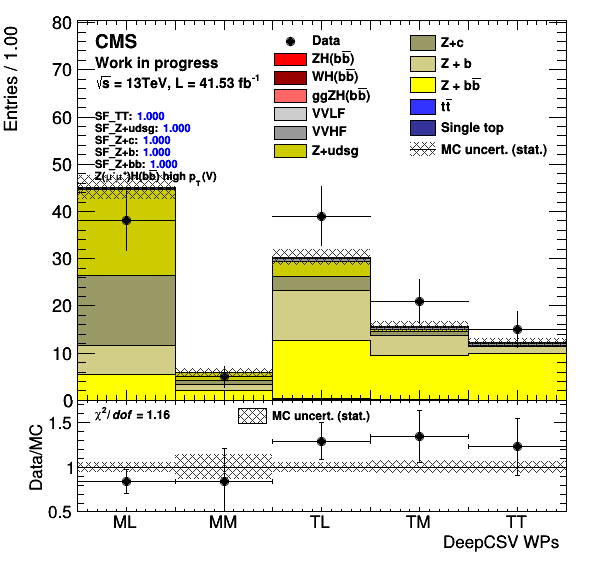 Entries / 1.00
80
70
60
50
40
30
20
10
0
CMS
Work in progress
√s = 13TeV, L = 41.53 fb⁻¹
SF_TT: 1.000
SF_Z+udsg: 1.000
SF_Z+c: 1.000
SF_Z+b: 1.000
SF_Z+bb: 1.000
Z(μ⁻μ⁺)H(bb̅) high p_T (V)
Data
ZH(bb̅)
WH(bb̅)
ggZH(bb̅)
VVLF
VVHF
Z+udsg
Z+c
Z + b
Z + bb̅
tt̅
Single top
MC uncert. (stat.)
Data/MC
1.5
1
0.5
χ²/dof = 1.16
MC uncert. (stat.)
ML MM TL TM TT
DeepCSV WPs